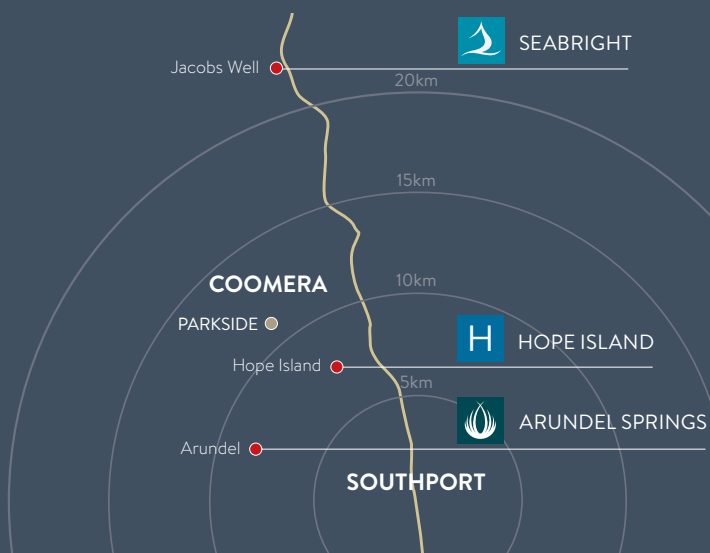 SEABRIGHT
Jacobs Well
20km
15km
10km
COOMERA
PARKSIDE
H HOPE ISLAND
Hope Island
5km
ARUNDEL SPRINGS
Arundel
SOUTHPORT